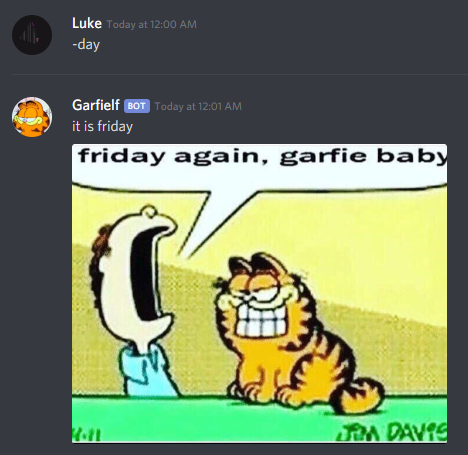 Luke Today at 12:00 AM
-day
Garfielf BOT Today at 12:01 AM
it is friday
friday again, garfie baby
4-11
JIM DAVIS